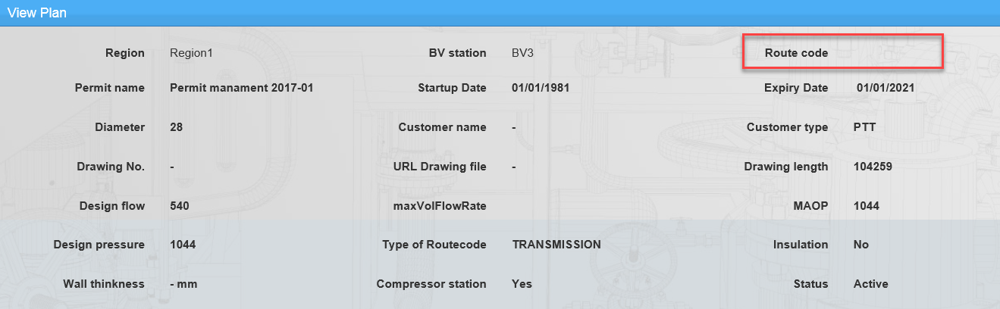 View Plan
Region Region1 BV station BV3 Route code
Permit name Permit manament 2017-01 Startup Date 01/01/1981 Expiry Date 01/01/2021
Diameter 28 Customer name - Customer type PTT
Drawing No. - URL Drawing file - Drawing length 104259
Design flow 540 maxVolFlowRate MAOP 1044
Design pressure 1044 Type of Routecode TRANSMISSION Insulation No
Wall thinkness - mm Compressor station Yes Status Active